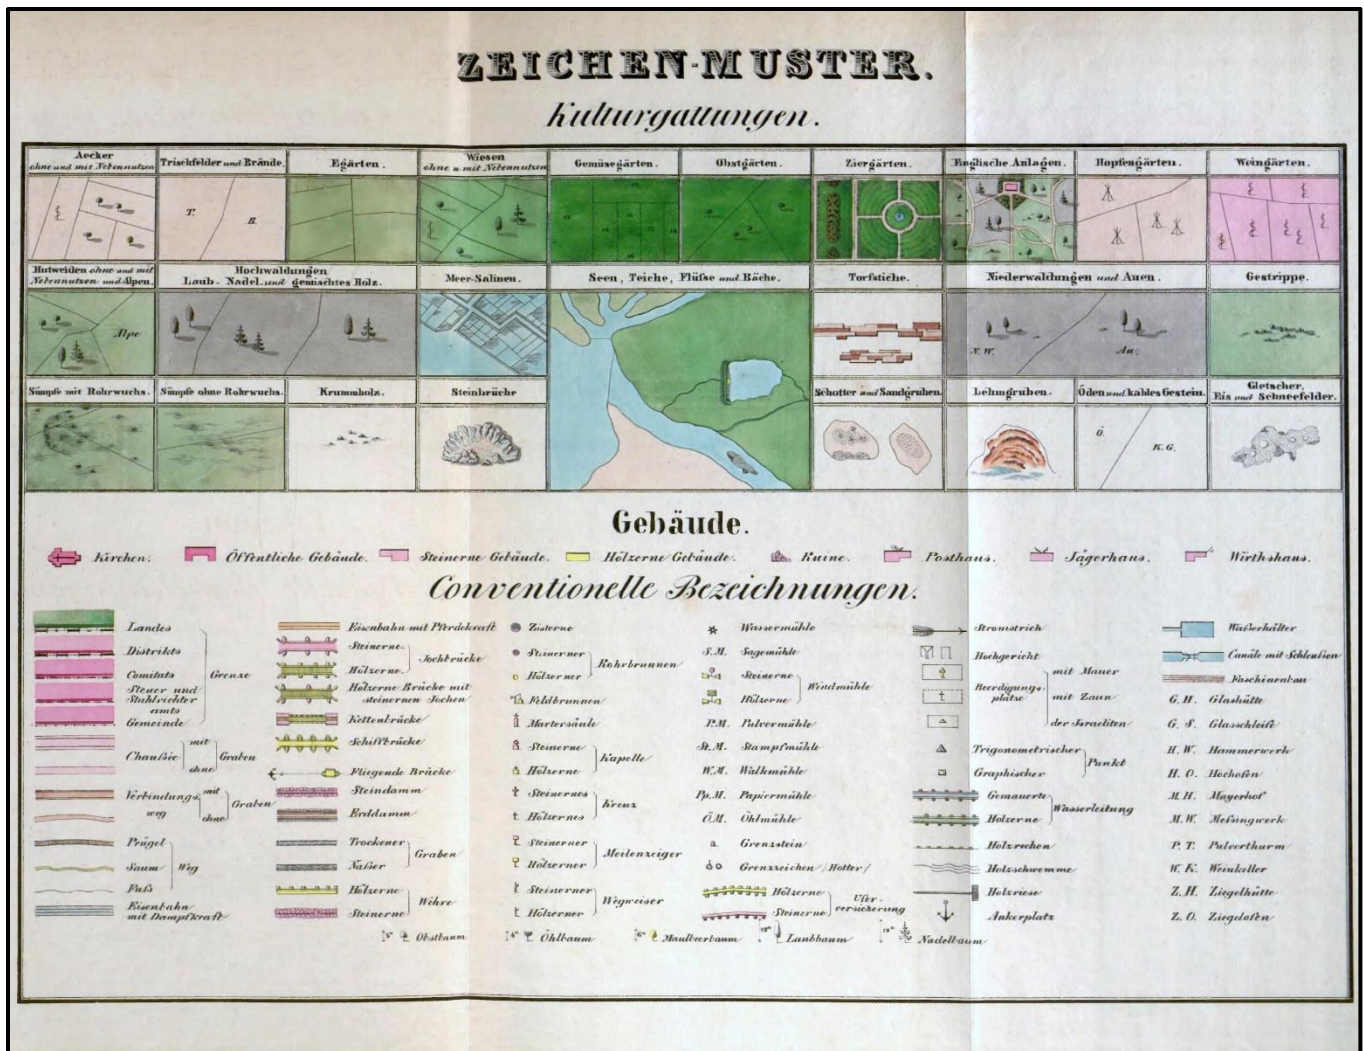 ZEICHEN-MUSTER.
Kulturgattungen.
Aecker
ohne und mit Nebennutzen
Trischfelder und Brände.
Egärten.
Wiesen
ohne u. mit Nebennutzen
Gemüsegärten.
Obstgärten.
Ziergärten.
Englische Anlagen.
Hopfengärten.
Weingärten.
T.
B.
Hutweiden ohne und mit
Nebennutzen und Alpen.
Hochwaldungen
Laub- Nadel- und gemischtes Holz.
Meer-Salinen.
Seen, Teiche, Flüße und Bäche.
Torfstiche.
Niederwaldungen und Auen.
Gestrippe.
Alpe
N.W.
Au.
Sümpfe mit Rohrwuchs.
Sümpfe ohne Rohrwuchs.
Krummholz.
Steinbrüche
Schotter und Sandgruben.
Lehmgruben.
Öden und kahles Gestein.
Gletscher,
Eis und Schneefelder.
Ö.
K.G.
Gebäude.
Kirchen.
Öffentliche Gebäude.
Steinerne Gebäude.
Hölzerne Gebäude.
Ruine.
Posthaus.
Jägerhaus.
Wirthshaus.
Conventionelle Bezeichnungen.
Landes
Distrikts
Comitats
Steuer und
Stuhlrichter
amts
Gemeinde
Grenze
Chaußée
mit
ohne
Graben
Verbindungs
weg
mit
ohne
Graben
Prügel
Saum
Fuß
Weg
Eisenbahn
mit Dampfkraft
Eisenbahn mit Pferdekraft
Steinerne
Hölzerne
Jochbrücke
Hölzerne Brücke mit
steinernen Jochen
Kettenbrücke
Schiffbrücke
Fliegende Brücke
Steindamm
Erddamm
Trockener
Naßer
Graben
Hölzerne
Steinerne
Wehre
Zisterne
Steinerner
Hölzerner
Rohrbrunnen
Feldbrunnen
Martersäule
Steinerne
Hölzerne
Kapelle
Steinernes
Hölzernes
Kreuz
Steinerner
Hölzerner
Meilenzeiger
Steinerner
Hölzerner
Wegweiser
Wassermühle
S.M. Sagemühle
Steinerne
Hölzerne
Windmühle
P.M. Pulvermühle
St.M. Stampfmühle
W.M. Walkmühle
Pp.M. Papiermühle
Ö.M. Öhlmühle
Grenzstein
Grenzzeichen /Hotter/
Hölzerne
Steinerne
Ufer
versicherung
Stromstrich
Hochgericht
Beerdigungs
plätze
mit Mauer
mit Zaun
der Israeliten
Trigonometrischer
Graphischer
Punkt
Gemauerte
Hölzerne
Wasserleitung
Holzrechen
Holzschwemme
Holzriese
Ankerplatz
Waßerhälter
Canäle mit Schleußen
Faschinenbau
G.H. Glashütte
G.S. Glasschleife
H.W. Hammerwerk
H.O. Hochofen
M.H. Mayerhof
M.W. Meßingwerk
P.T. Pulverthurm
W.K. Weinkeller
Z.H. Ziegelhütte
Z.O. Ziegelofen
Obstbaum
Öhlbaum
Maulbeerbaum
Laubbaum
Nadelbaum